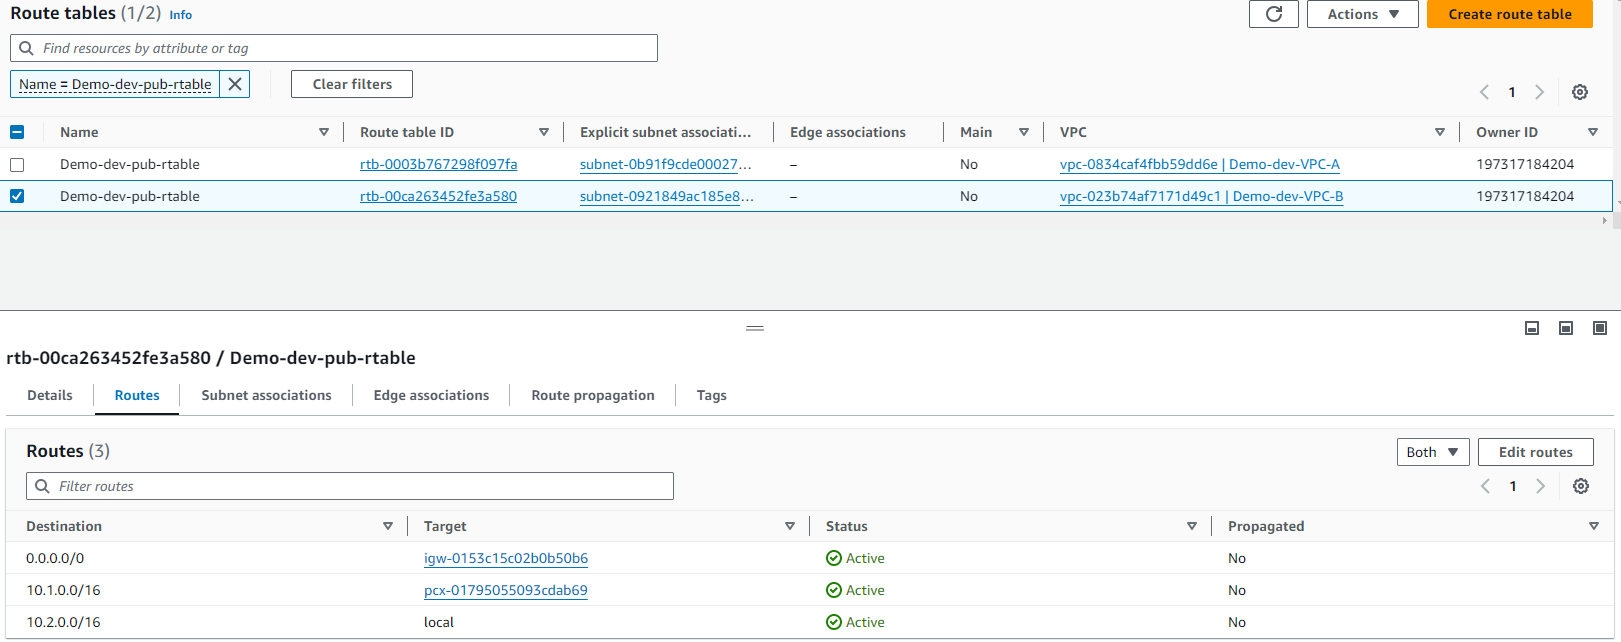 Route tables (1/2) Info
Actions
Create route table
Find resources by attribute or tag
Name = Demo-dev-pub-rtable
Clear filters
1
Name Route table ID Explicit subnet associati... Edge associations Main VPC Owner ID
Demo-dev-pub-rtable rtb-0003b767298f097fa subnet-0b91f9cde00027... – No vpc-0834caf4fbb59dd6e | Demo-dev-VPC-A 197317184204
Demo-dev-pub-rtable rtb-00ca263452fe3a580 subnet-0921849ac185e8... – No vpc-023b74af7171d49c1 | Demo-dev-VPC-B 197317184204
rtb-00ca263452fe3a580 / Demo-dev-pub-rtable
Details Routes Subnet associations Edge associations Route propagation Tags
Routes (3)
Both
Edit routes
Filter routes
1
Destination Target Status Propagated
0.0.0.0/0 igw-0153c15c02b0b50b6 Active No
10.1.0.0/16 pcx-01795055093cdab69 Active No
10.2.0.0/16 local Active No